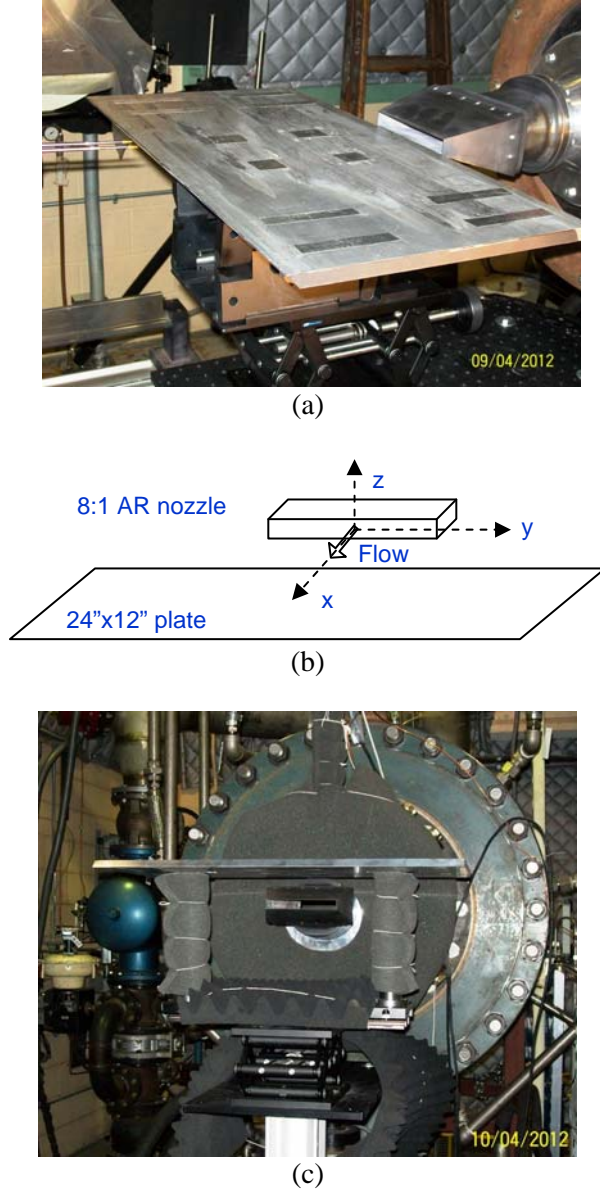 09/04/2012
(a)
z
8:1 AR nozzle
y
Flow
x
24”x12” plate
(b)
10/04/2012
(c)